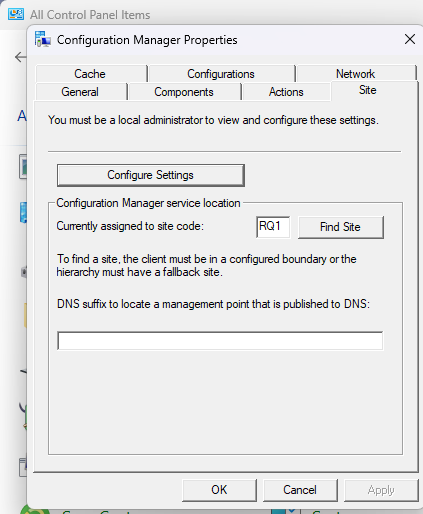 All Control Panel Items
Configuration Manager Properties
Cache
Configurations
Network
General
Components
Actions
Site
You must be a local administrator to view and configure these settings.
Configure Settings
Configuration Manager service location
Currently assigned to site code:
RQ1
Find Site
To find a site, the client must be in a configured boundary or the
hierarchy must have a fallback site.
DNS suffix to locate a management point that is published to DNS:
OK
Cancel
Apply